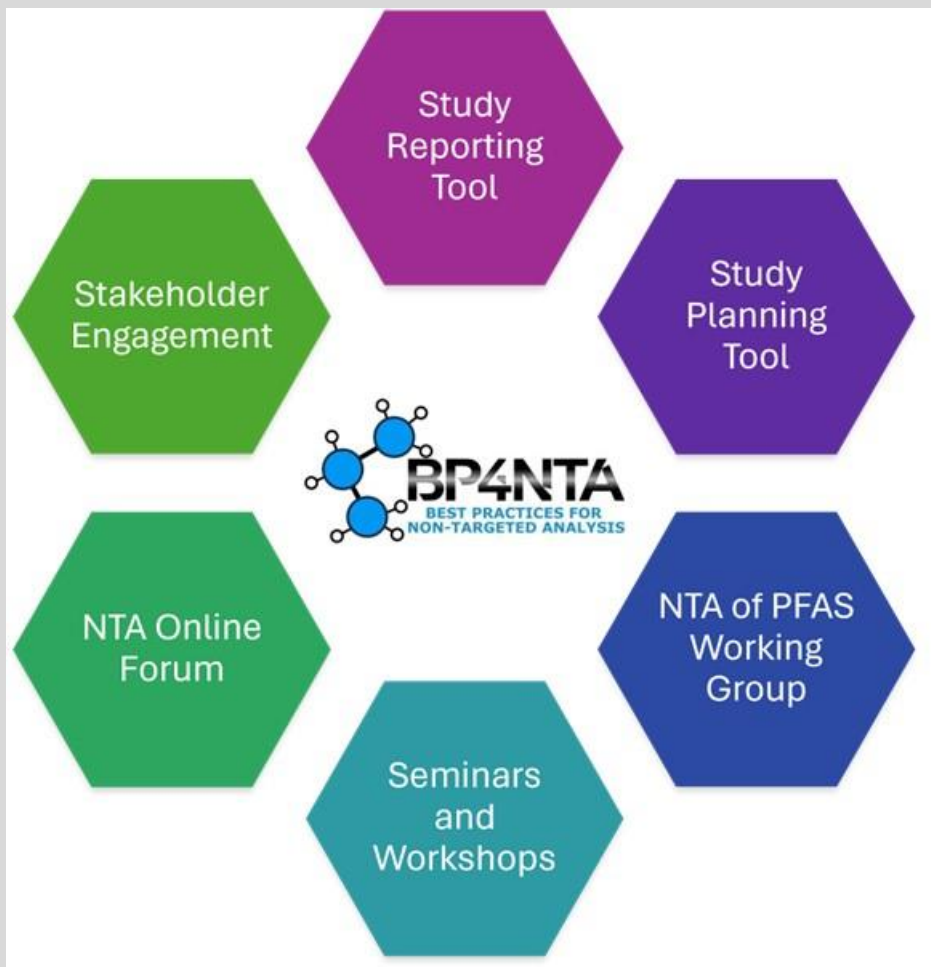 Study
Reporting
Tool
Stakeholder
Engagement
Study
Planning
Tool
BP4NTA
BEST PRACTICES FOR
NON-TARGETED ANALYSIS
NTA Online
Forum
NTA of PFAS
Working
Group
Seminars
and
Workshops